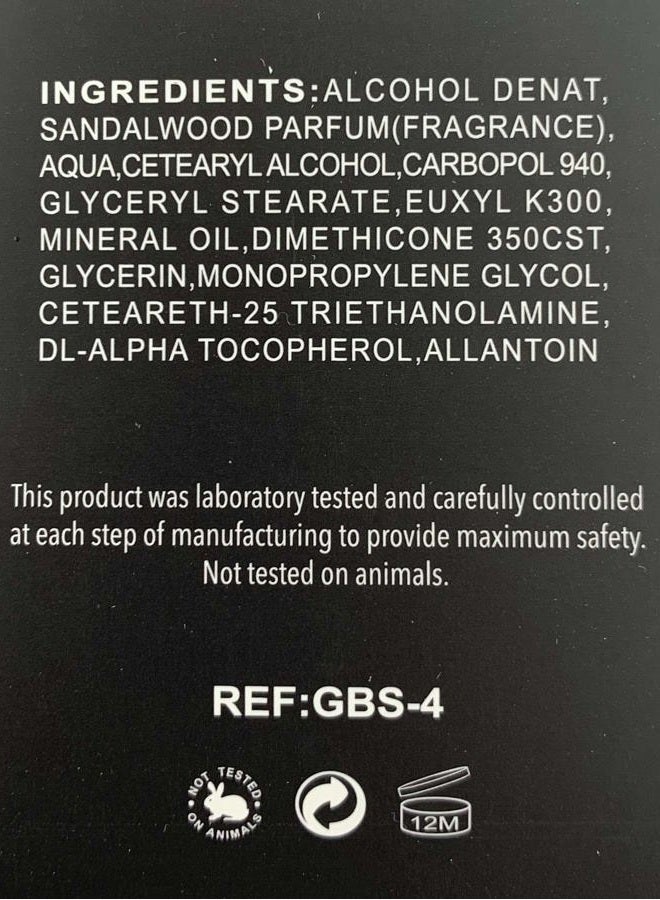 INGREDIENTS:ALCOHOL DENAT,
SANDALWOOD PARFUM(FRAGRANCE),
AQUA,CETEARYL ALCOHOL,CARBOPOL 940,
GLYCERYL STEARATE,EUXYL K300,
MINERAL OIL,DIMETHICONE 350CST,
GLYCERIN,MONOPROPYLENE GLYCOL,
CETEARETH-25 TRIETHANOLAMINE,
DL-ALPHA TOCOPHEROL,ALLANTOIN
This product was laboratory tested and carefully controlled
at each step of manufacturing to provide maximum safety.
Not tested on animals.
REF:GBS-4
NOT TESTED
ON ANIMALS
12M